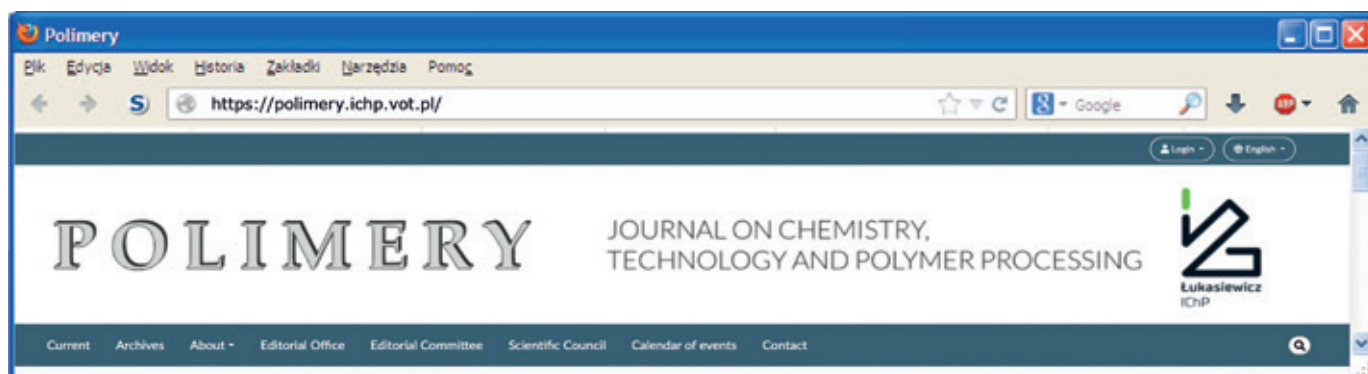 Polimery
Plik Edycja Widok Historia Zakładki Narzędzia Pomoc
S) https://polimery.ichp.vot.pl/ 8 Google ABP
Login English
POLIMERY
JOURNAL ON CHEMISTRY,
TECHNOLOGY AND POLYMER PROCESSING
Łukasiewicz
IChP
Current Archives About Editorial Office Editorial Committee Scientific Council Calendar of events Contact